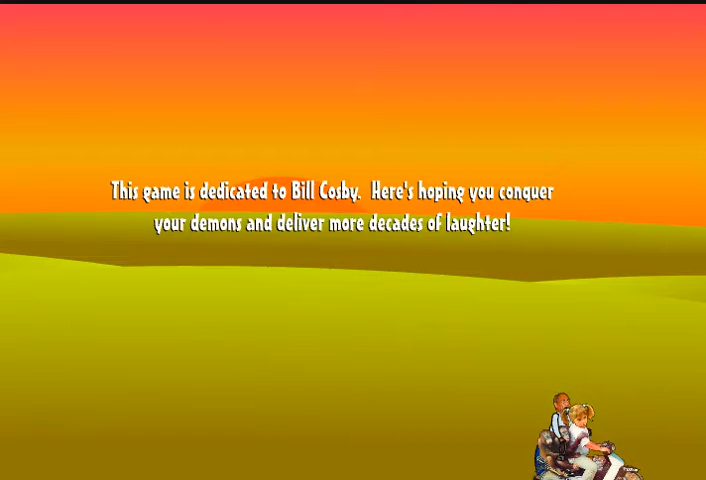 This game is dedicated to Bill Cosby. Here's hoping you conquer
your demons and deliver more decades of laughter!